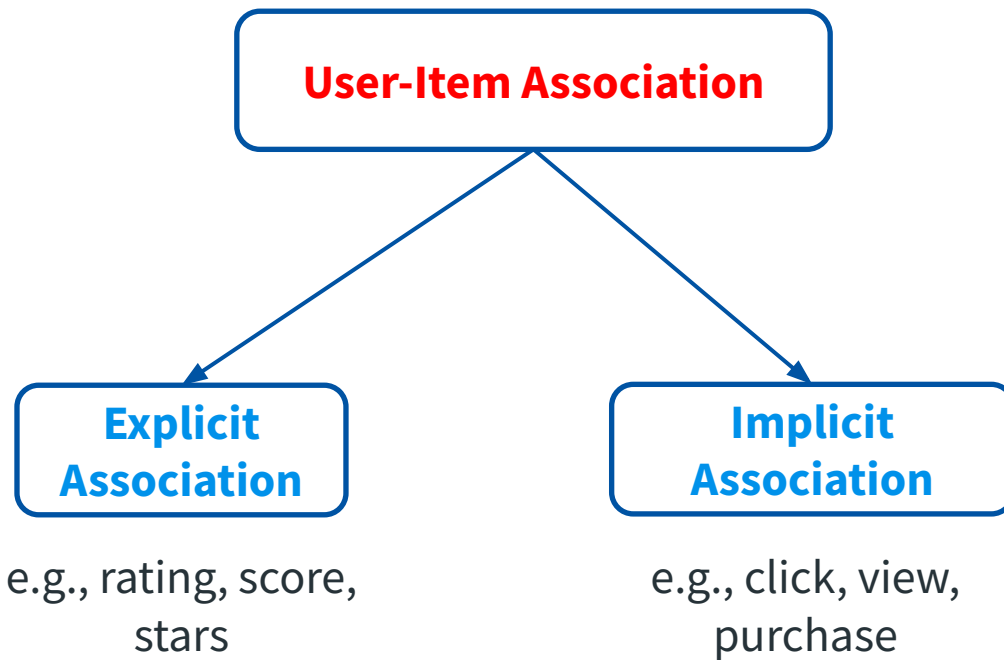 User-Item Association
Explicit
Association
Implicit
Association
e.g., rating, score,
stars
e.g., click, view,
purchase